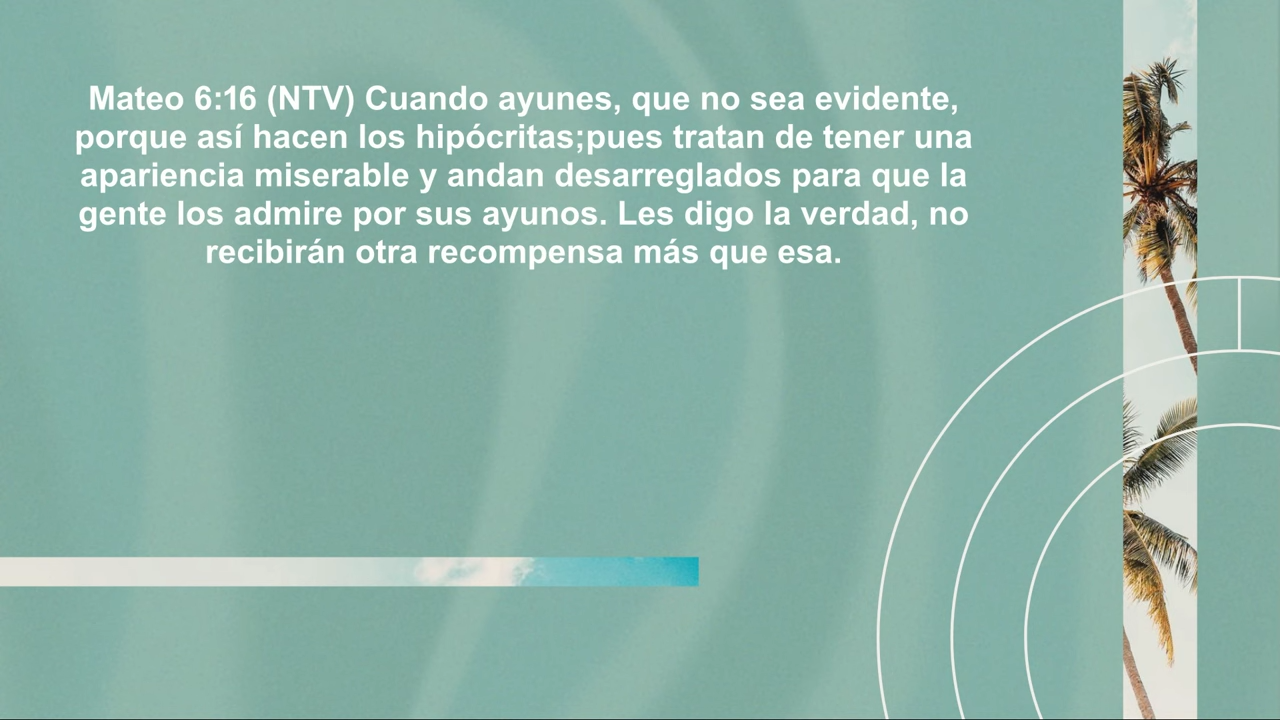 Mateo 6:16 (NTV) Cuando ayunes, que no sea evidente,
porque así hacen los hipócritas;pues tratan de tener una
apariencia miserable y andan desarreglados para que la
gente los admire por sus ayunos. Les digo la verdad, no
recibirán otra recompensa más que esa.